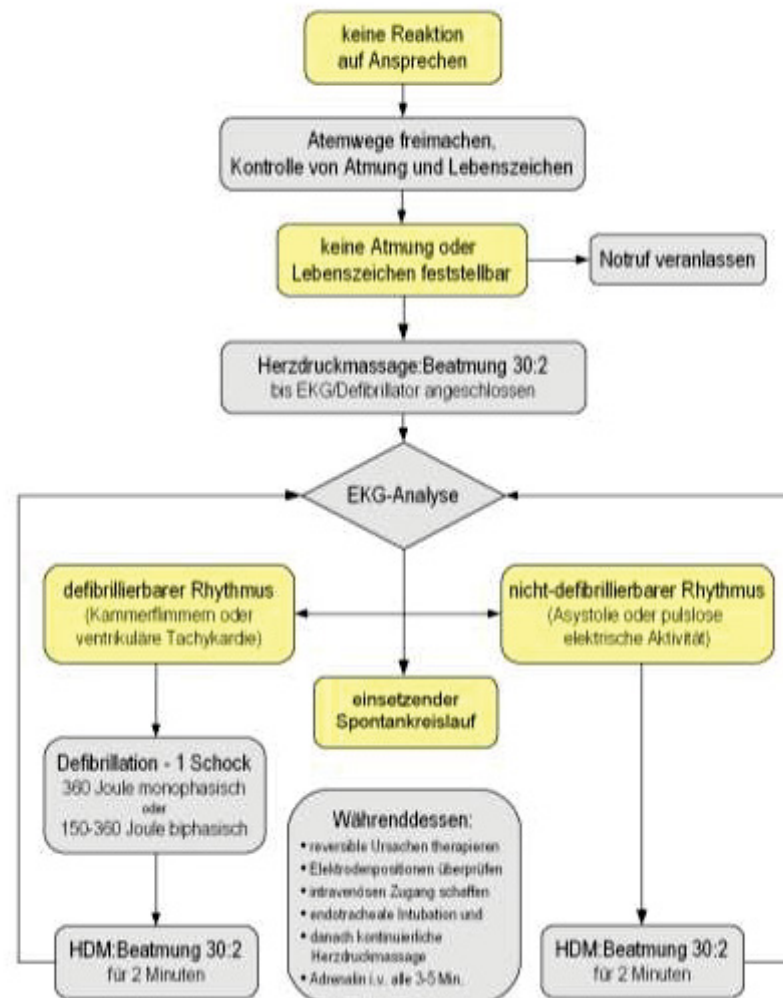 keine Reaktion
auf Ansprechen
Atemwege freimachen,
Kontrolle von Atmung und Lebenszeichen
keine Atmung oder
Lebenszeichen feststellbar
Notruf veranlassen
Herzdruckmassage:Beatmung 30:2
bis EKG/Defibrillator angeschlossen
EKG-Analyse
defibrillierbarer Rhythmus
(Kammerflimmern oder
ventrikuläre Tachykardie)
nicht-defibrillierbarer Rhythmus
(Asystolie oder pulslose
elektrische Aktivität)
einsetzender
Spontankreislauf
Defibrillation - 1 Schock
360 Joule monophasisch
oder
150-360 Joule biphasisch
Währenddessen:
• reversible Ursachen therapieren
• Elektrodenpositionen überprüfen
• intravenösen Zugang schaffen
• endotracheale Intubation und
• danach kontinuierliche
Herzdruckmassage
• Adrenalin i.v. alle 3-5 Min.
HDM:Beatmung 30:2
für 2 Minuten
HDM:Beatmung 30:2
für 2 Minuten